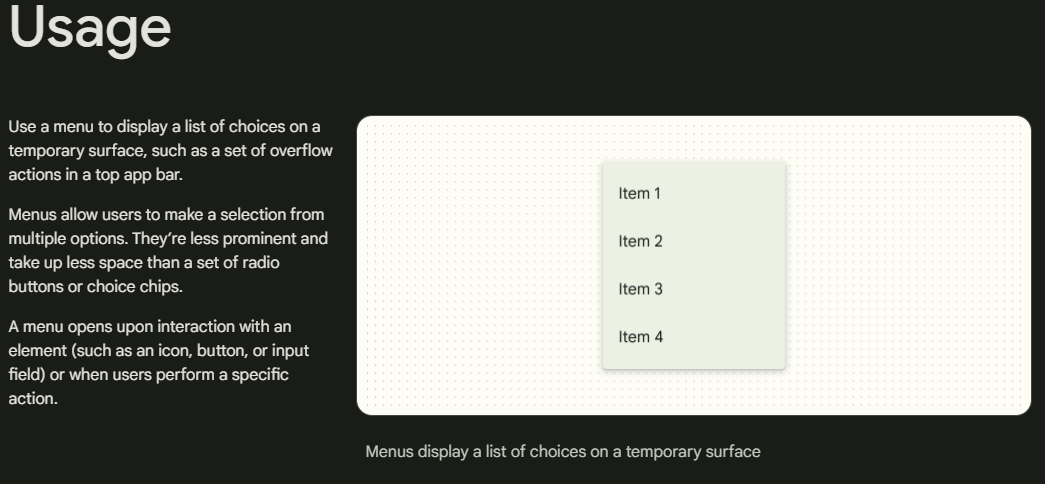 Usage
Use a menu to display a list of choices on a
temporary surface, such as a set of overflow
actions in a top app bar.
Menus allow users to make a selection from
multiple options. They’re less prominent and
take up less space than a set of radio
buttons or choice chips.
A menu opens upon interaction with an
element (such as an icon, button, or input
field) or when users perform a specific
action.
Item 1
Item 2
Item 3
Item 4
Menus display a list of choices on a temporary surface